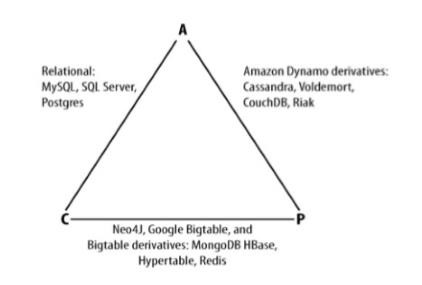 A
Relational:
MySQL, SQL Server,
Postgres
Amazon Dynamo derivatives:
Cassandra, Voldemort,
CouchDB, Riak
C
P
Neo4J, Google Bigtable, and
Bigtable derivatives: MongoDB HBase,
Hypertable, Redis